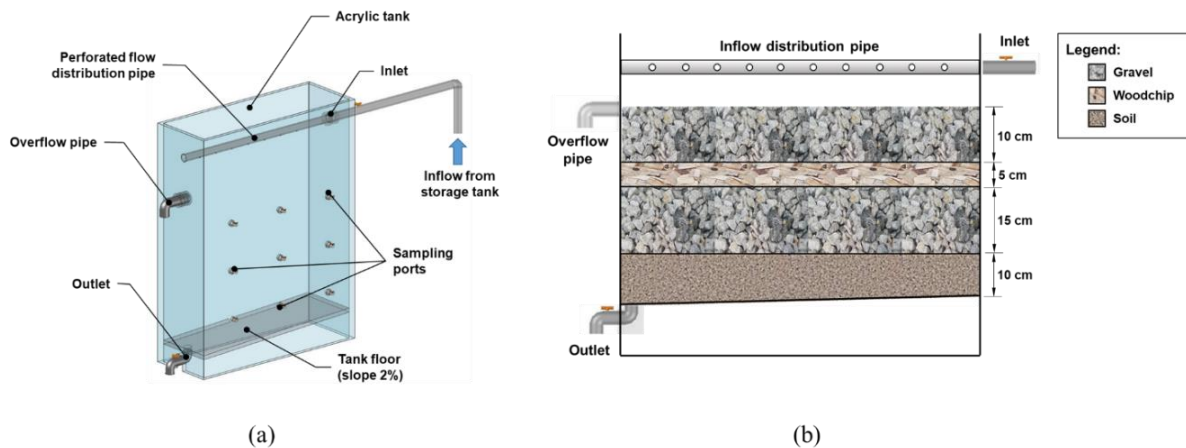 Acrylic tank
Perforated flow
distribution pipe
Inlet
Overflow pipe
Inflow from
storage tank
Sampling
ports
Outlet
Tank floor
(slope 2%)
(a)
Inflow distribution pipe
Inlet
Overflow
pipe
10 cm
5 cm
15 cm
10 cm
Outlet
(b)
Legend:
Gravel
Woodchip
Soil